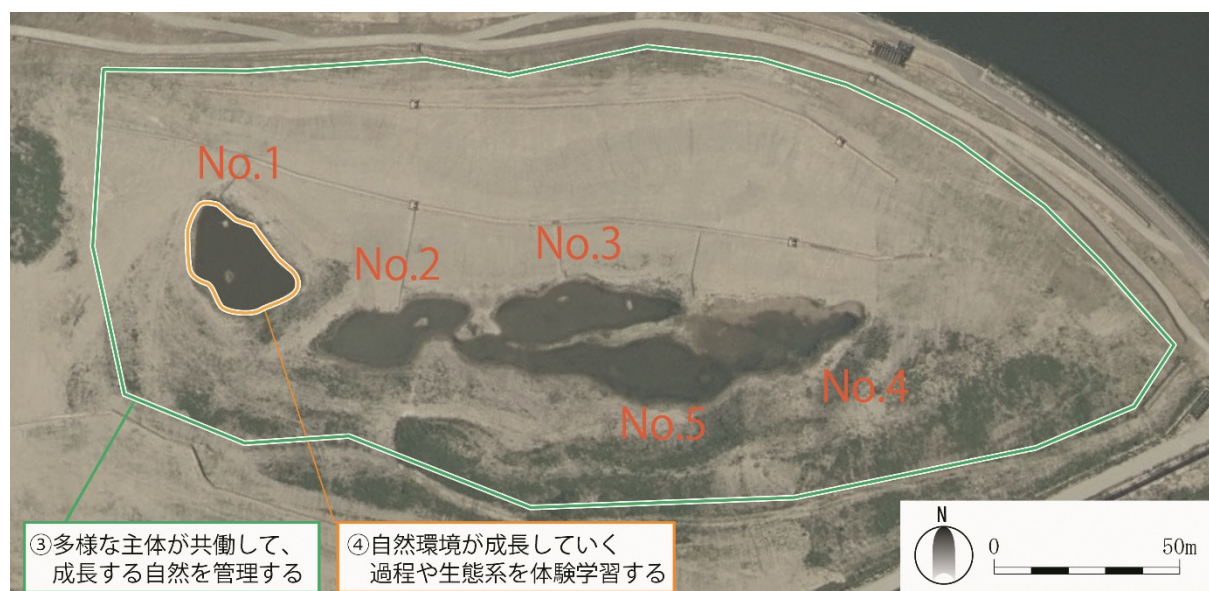 No.1
No.2
No.3
No.4
No.5
③多様な主体が共働して、
成長する自然を管理する
④自然環境が成長していく
過程や生態系を体験学習する
N
0
50m